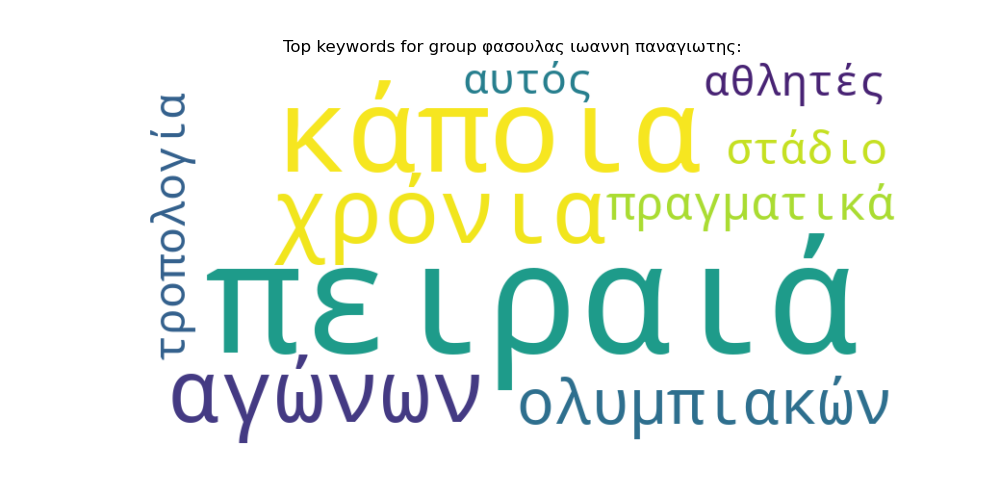 Top keywords for group φασουλας ιωαννη παναγιωτης:
αυτός
αθλητές
κάποια
στάδιο
τροπολογία
χρόνια
πραγματικά
πειραιά
αγώνων
ολυμπιακών